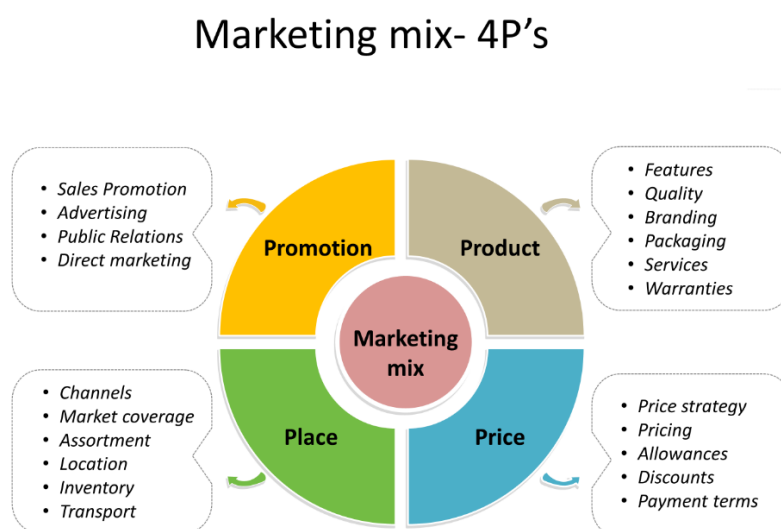 Marketing mix- 4P’s
• Sales Promotion
• Advertising
• Public Relations
• Direct marketing
Promotion
Product
• Features
• Quality
• Branding
• Packaging
• Services
• Warranties
Marketing
mix
• Channels
• Market coverage
• Assortment
• Location
• Inventory
• Transport
Place
Price
• Price strategy
• Pricing
• Allowances
• Discounts
• Payment terms